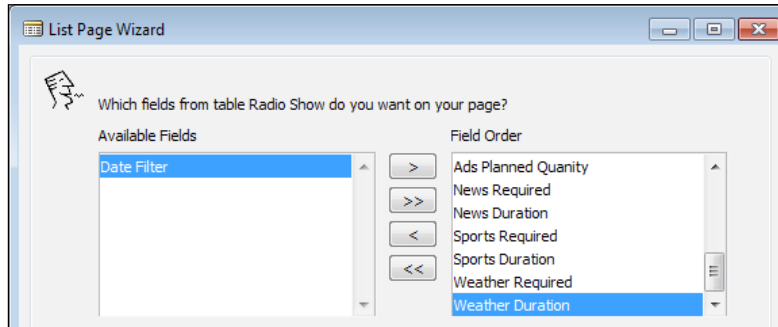 List Page Wizard
Which fields from table Radio Show do you want on your page?
Available Fields
Date Filter
>
>>
<
<<
Field Order
Ads Planned Quanity
News Required
News Duration
Sports Required
Sports Duration
Weather Required
Weather Duration